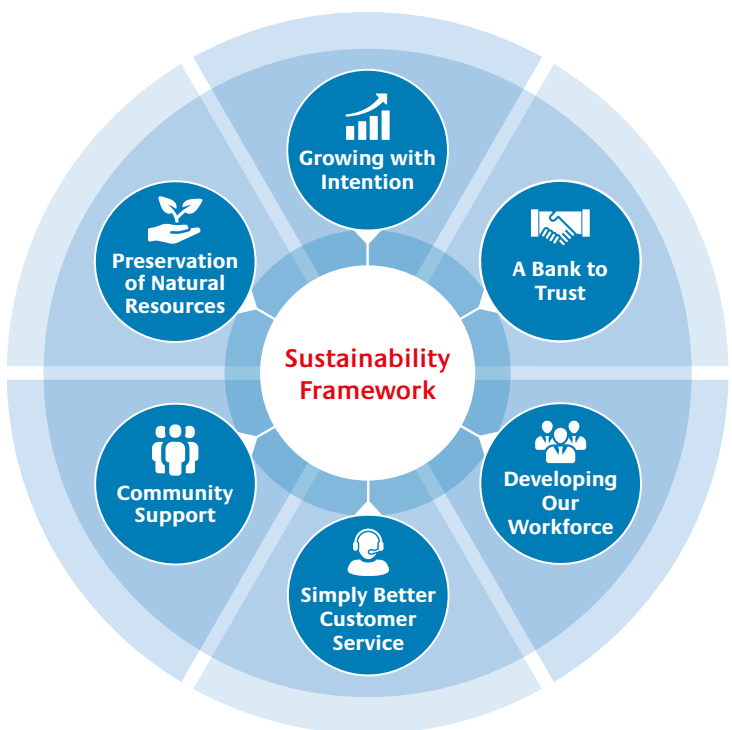 Growing with
Intention
A Bank to
Trust
Developing
Our
Workforce
Simply Better
Customer
Service
Community
Support
Preservation
of Natural
Resources
Sustainability
Framework